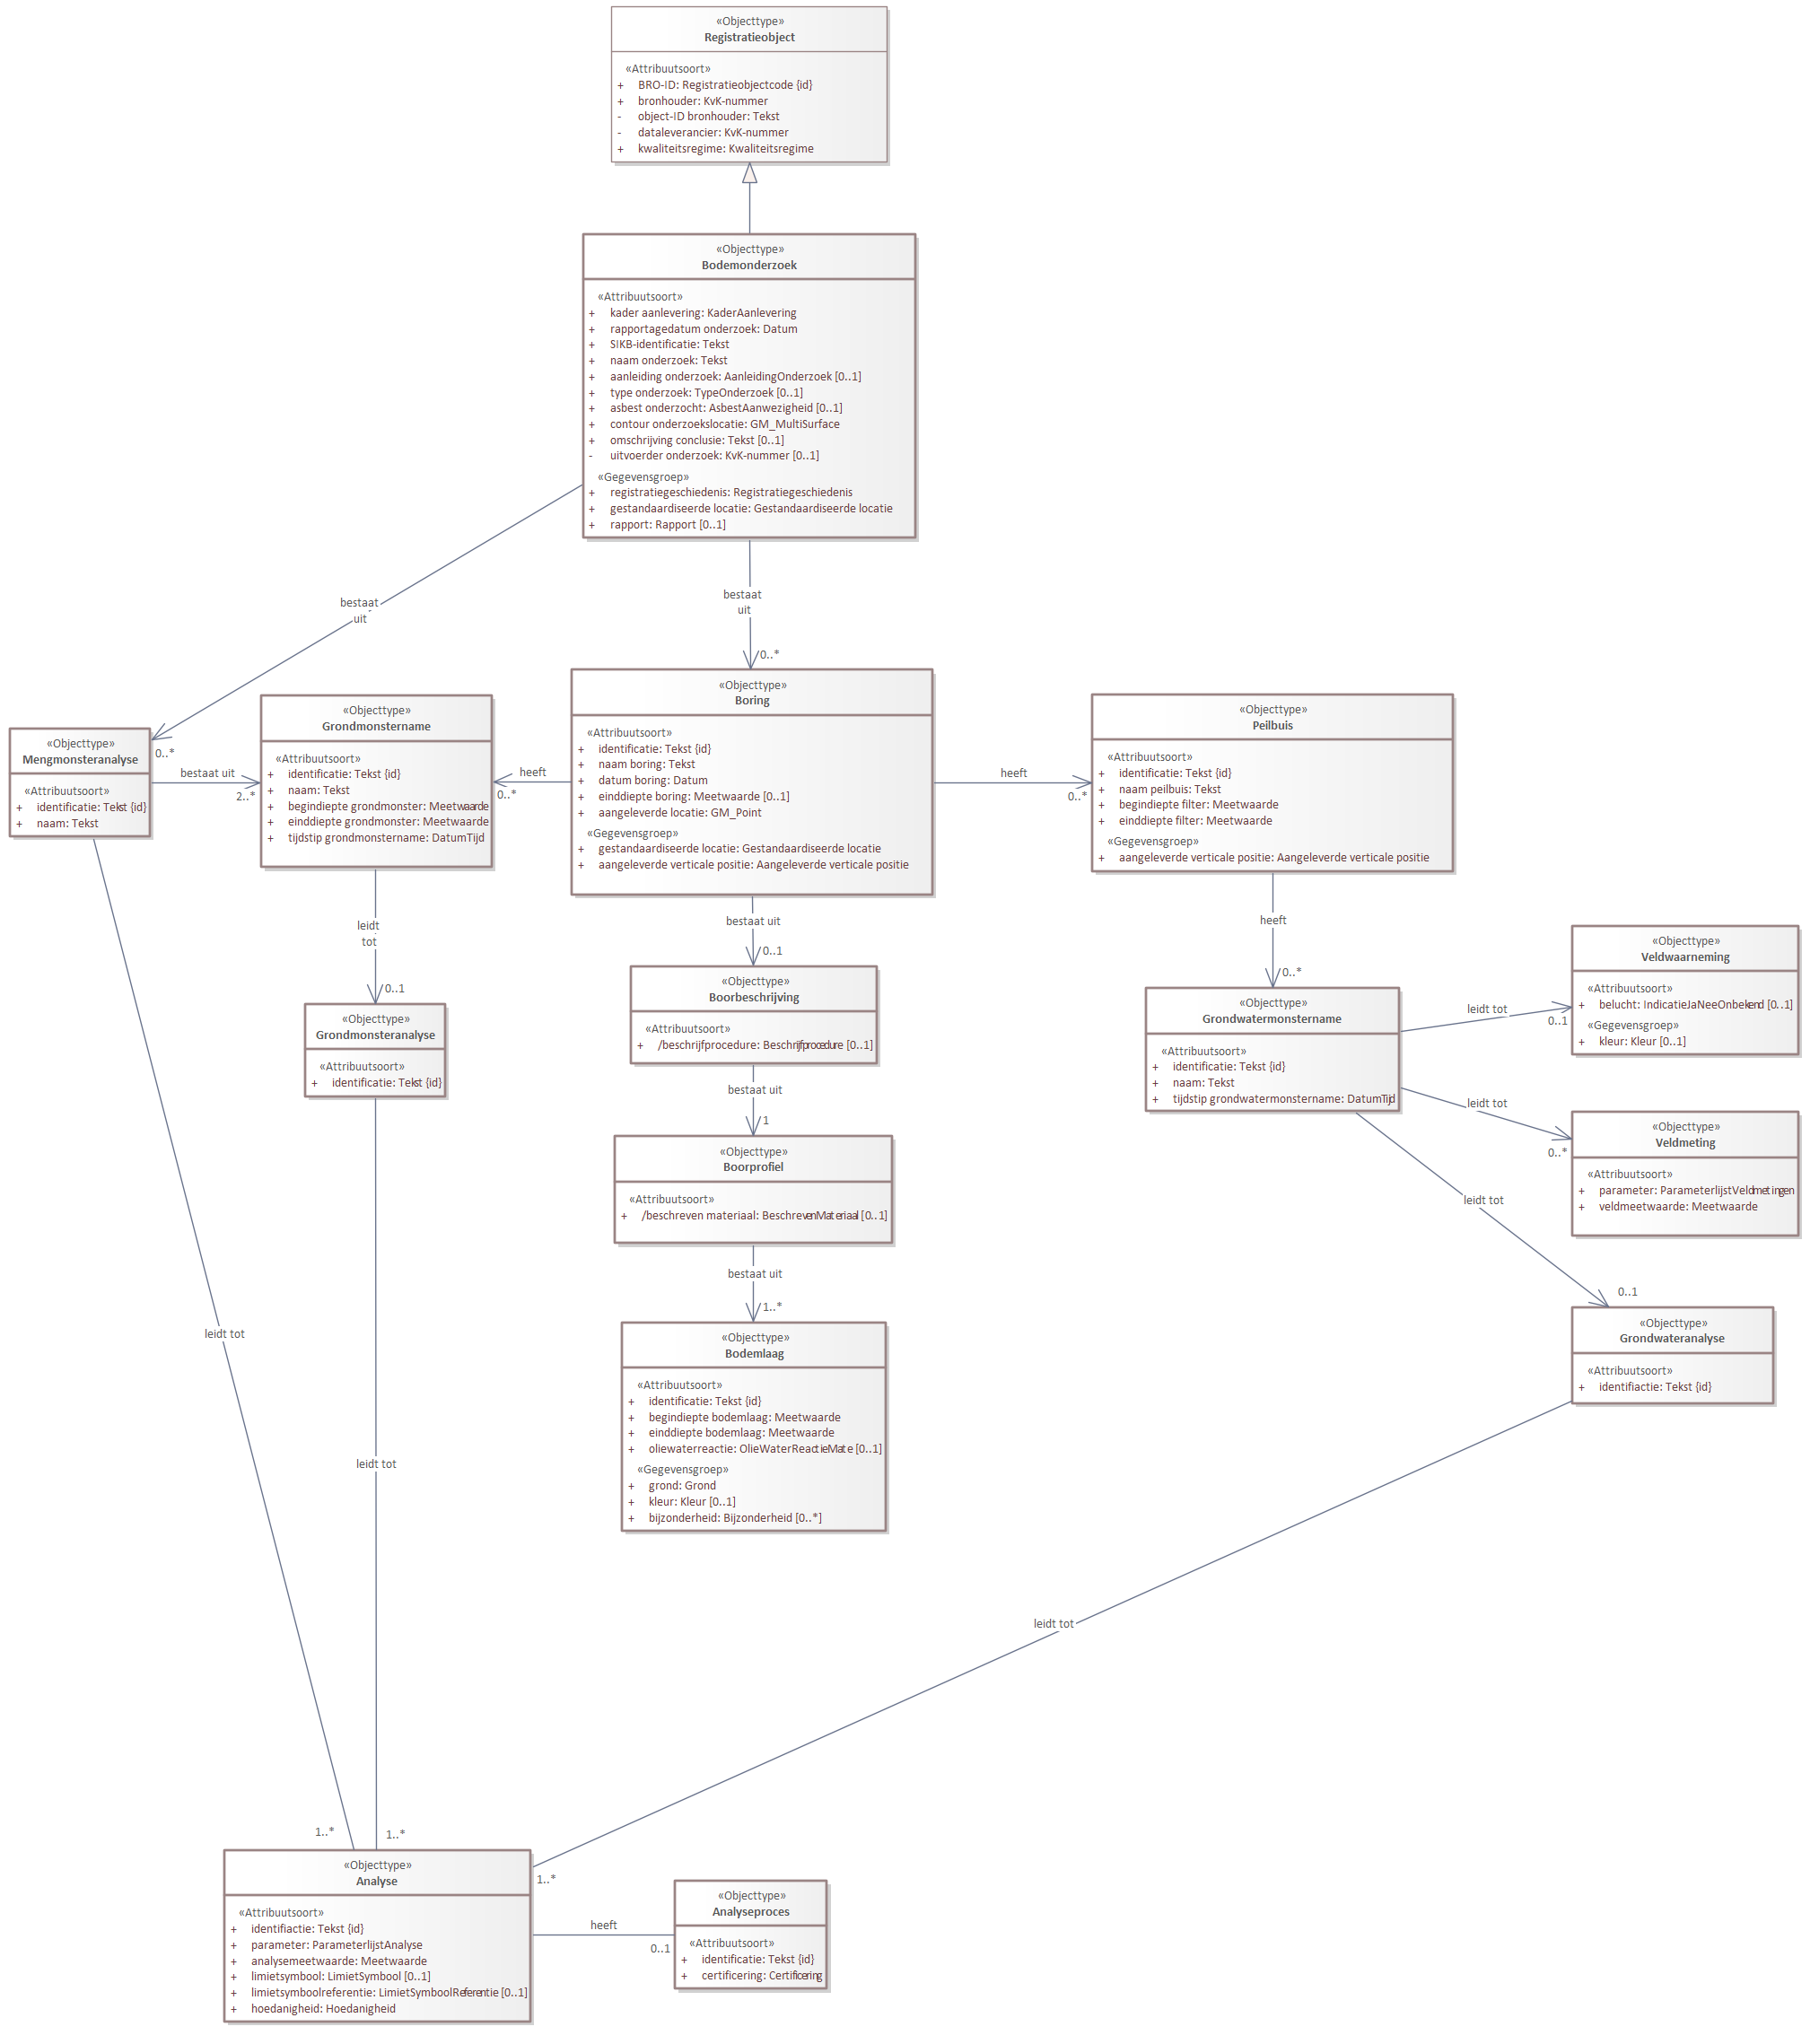 «Objecttype»
Registratieobject
«Attribuutsoort»
+ BRO-ID: Registratieobjectcode {id}
+ bronhouder: KvK-nummer
- object-ID bronhouder: Tekst
- dataleverancier: KvK-nummer
+ kwaliteitsregime: Kwaliteitsregime
«Objecttype»
Bodemonderzoek
«Attribuutsoort»
+ kader aanlevering: KaderAanlevering
+ rapportagedatum onderzoek: Datum
+ SIKB-identificatie: Tekst
+ naam onderzoek: Tekst
+ aanleiding onderzoek: AanleidingOnderzoek [0..1]
+ type onderzoek: TypeOnderzoek [0..1]
+ asbest onderzocht: AsbestAanwezigheid [0..1]
+ contour onderzoekslocatie: GM_MultiSurface
+ omschrijving conclusie: Tekst [0..1]
- uitvoerder onderzoek: KvK-nummer [0..1]
«Gegevensgroep»
+ registratiegeschiedenis: Registratiegeschiedenis
+ gestandaardiseerde locatie: Gestandaardiseerde locatie
+ rapport: Rapport [0..1]
bestaat
uit
0..*
bestaat
uit
0..*
«Objecttype»
Mengmonsteranalyse
«Attribuutsoort»
+ identificatie: Tekst {id}
+ naam: Tekst
bestaat uit
2..*
«Objecttype»
Grondmonstername
«Attribuutsoort»
+ identificatie: Tekst {id}
+ naam: Tekst
+ begindiepte grondmonster: Meetwaarde
+ einddiepte grondmonster: Meetwaarde
+ tijdstip grondmonstername: DatumTijd
heeft
0..*
«Objecttype»
Boring
«Attribuutsoort»
+ identificatie: Tekst {id}
+ naam boring: Tekst
+ datum boring: Datum
+ einddiepte boring: Meetwaarde [0..1]
+ aangeleverde locatie: GM_Point
«Gegevensgroep»
+ gestandaardiseerde locatie: Gestandaardiseerde locatie
+ aangeleverde verticale positie: Aangeleverde verticale positie
heeft
0..*
«Objecttype»
Peilbuis
«Attribuutsoort»
+ identificatie: Tekst {id}
+ naam peilbuis: Tekst
+ begindiepte filter: Meetwaarde
+ einddiepte filter: Meetwaarde
«Gegevensgroep»
+ aangeleverde verticale positie: Aangeleverde verticale positie
leidt
tot
0..1
«Objecttype»
Grondmonsteranalyse
«Attribuutsoort»
+ identificatie: Tekst {id}
bestaat uit
0..1
«Objecttype»
Boorbeschrijving
«Attribuutsoort»
+ /beschrijfprocedure: Beschrijfprocedure [0..1]
bestaat uit
1
«Objecttype»
Boorprofiel
«Attribuutsoort»
+ /beschreven materiaal: BeschrevenMateriaal [0..1]
bestaat uit
1..*
«Objecttype»
Bodemlaag
«Attribuutsoort»
+ identificatie: Tekst {id}
+ begindiepte bodemlaag: Meetwaarde
+ einddiepte bodemlaag: Meetwaarde
+ oliewaterreactie: OlieWaterReactieMate [0..1]
«Gegevensgroep»
+ grond: Grond
+ kleur: Kleur [0..1]
+ bijzonderheid: Bijzonderheid [0..*]
heeft
0..*
«Objecttype»
Grondwatermonstername
«Attribuutsoort»
+ identificatie: Tekst {id}
+ naam: Tekst
+ tijdstip grondwatermonstername: DatumTijd
leidt tot
0..1
«Objecttype»
Veldwaarneming
«Attribuutsoort»
+ belucht: IndicatieJaNeeOnbekend [0..1]
«Gegevensgroep»
+ kleur: Kleur [0..1]
leidt tot
0..*
«Objecttype»
Veldmeting
«Attribuutsoort»
+ parameter: ParameterlijstVeldmetingen
+ veldmeetwaarde: Meetwaarde
leidt tot
0..1
«Objecttype»
Grondwateranalyse
«Attribuutsoort»
+ identifiactie: Tekst {id}
leidt tot
leidt tot
leidt tot
1..*
1..*
1..*
«Objecttype»
Analyse
«Attribuutsoort»
+ identifiactie: Tekst {id}
+ parameter: ParameterlijstAnalyse
+ analysemeetwaarde: Meetwaarde
+ limietsymbool: LimietSymbool [0..1]
+ limietsymboolreferentie: LimietSymboolReferentie [0..1]
+ hoedanigheid: Hoedanigheid
heeft
0..1
«Objecttype»
Analyseproces
«Attribuutsoort»
+ identificatie: Tekst {id}
+ certificering: Certificering